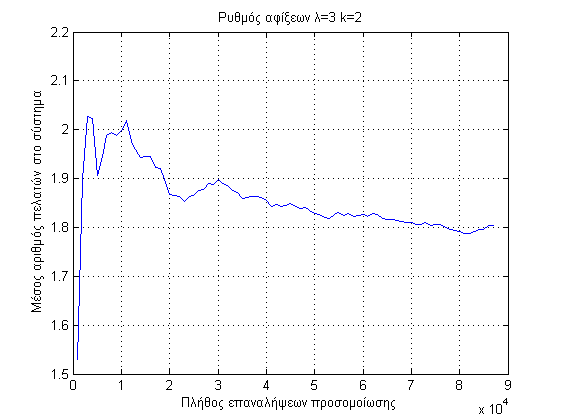 Ρυθμός αφίξεων λ=3 k=2
Μέσος αριθμός πελατών στο σύστημα
2.2
2.1
2
1.9
1.8
1.7
1.6
1.5
0 1 2 3 4 5 6 7 8 9
Πλήθος επαναλήψεων προσομοίωσης
x 10^4